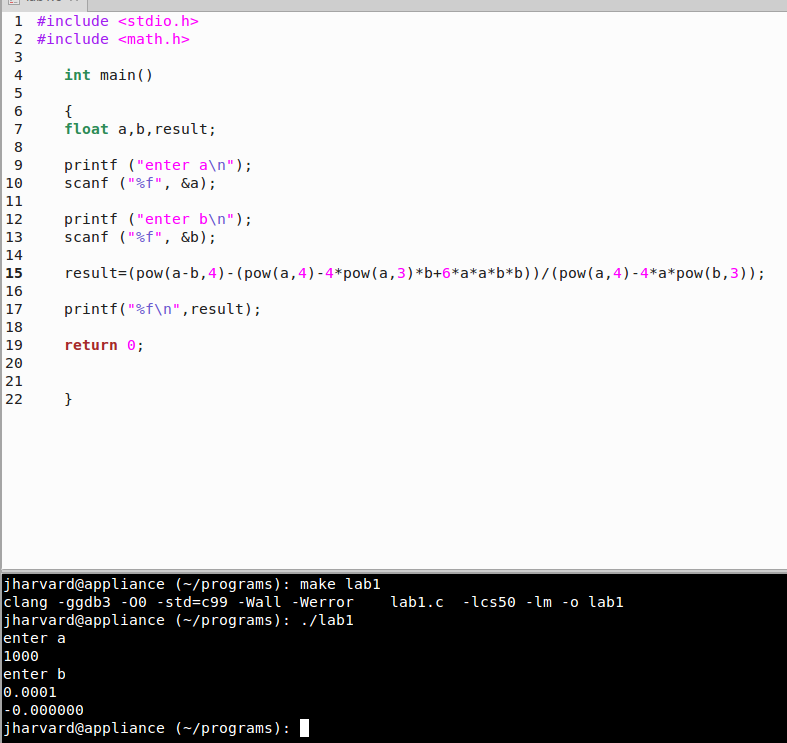 1 #include <stdio.h>
2 #include <math.h>
3
4 int main()
5
6 {
7 float a,b,result;
8
9 printf ("enter a\n");
10 scanf ("%f", &a);
11
12 printf ("enter b\n");
13 scanf ("%f", &b);
14
15 result=(pow(a-b,4)-(pow(a,4)-4*pow(a,3)*b+6*a*a*b*b))/(pow(a,4)-4*a*pow(b,3));
16
17 printf("%f\n",result);
18
19 return 0;
20
21
22 }
jharvard@appliance (~/programs): make lab1
clang -ggdb3 -O0 -std=c99 -Wall -Werror    lab1.c  -lcs50 -lm -o lab1
jharvard@appliance (~/programs): ./lab1
enter a
1000
enter b
0.0001
-0.000000
jharvard@appliance (~/programs):